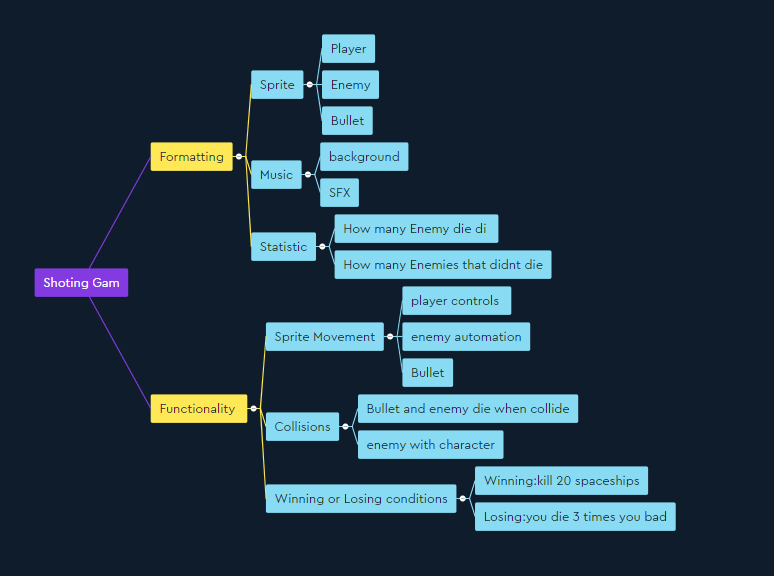 Player
Sprite
Enemy
Bullet
Formatting
background
Music
SFX
How many Enemy die di
Statistic
How many Enemies that didnt die
Shoting Gam
player controls
Sprite Movement
enemy automation
Bullet
Functionality
Bullet and enemy die when collide
Collisions
enemy with character
Winning:kill 20 spaceships
Winning or Losing conditions
Losing:you die 3 times you bad